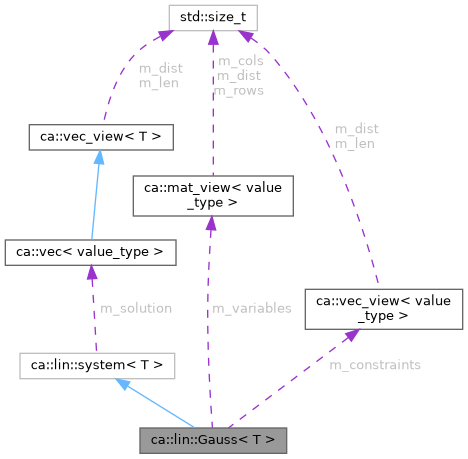 std::size_t
m_cols
m_dist
m_rows
m_dist
m_len
m_dist
m_len
ca::vec_view< T >
ca::mat_view< value
_type >
ca::vec< value_type >
ca::vec_view< value
_type >
m_solution
m_variables
ca::lin::system< T >
m_constraints
ca::lin::Gauss< T >